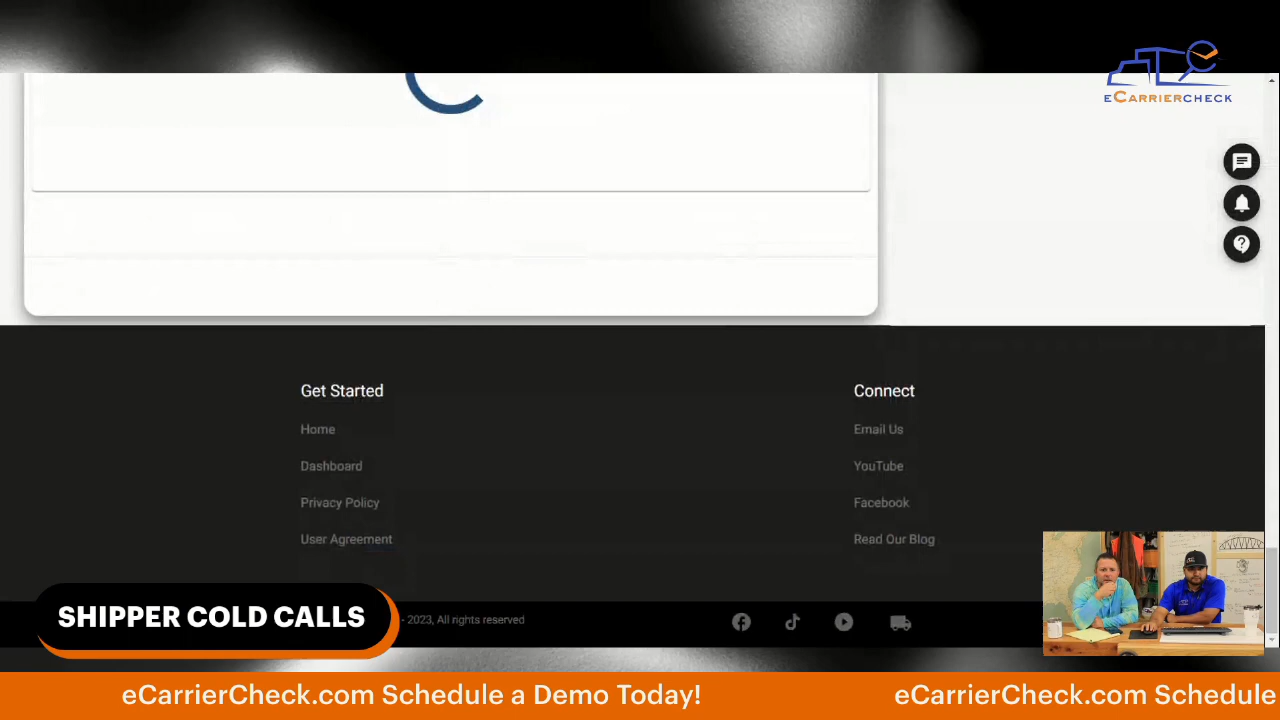 eCARRIERCHECK
Get Started
Home
Dashboard
Privacy Policy
User Agreement
Connect
Email Us
YouTube
Facebook
Read Our Blog
SHIPPER COLD CALLS
- 2023, All rights reserved
eCarrierCheck.com Schedule a Demo Today!
eCarrierCheck.com Schedule